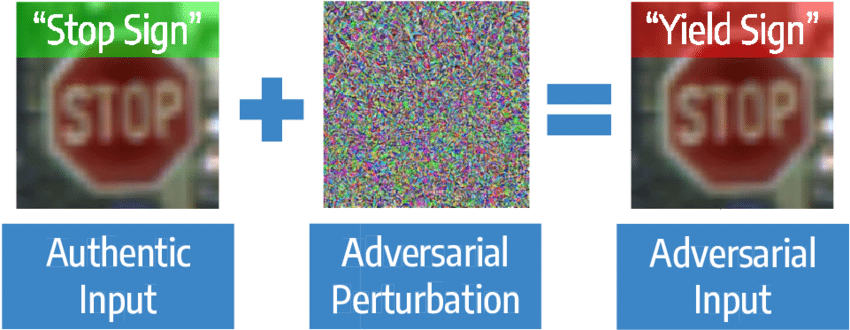 “Stop Sign”
STOP
“Yield Sign”
STOP
Authentic
Input
Adversarial
Perturbation
Adversarial
Input